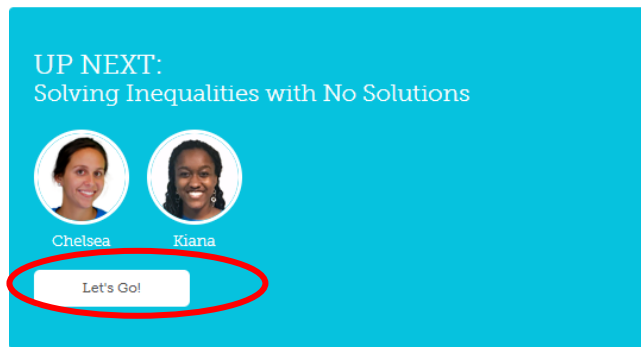 UP NEXT:
Solving Inequalities with No Solutions
Chelsea Kiana
Let's Go!